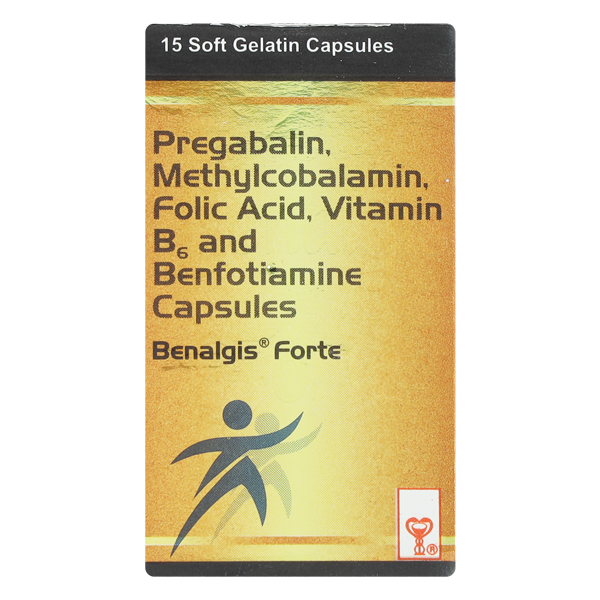 15 Soft Gelatin Capsules
Pregabalin,
Methylcobalamin,
Folic Acid, Vitamin
B₆ and
Benfotiamine
Capsules
Benalgis® Forte
®